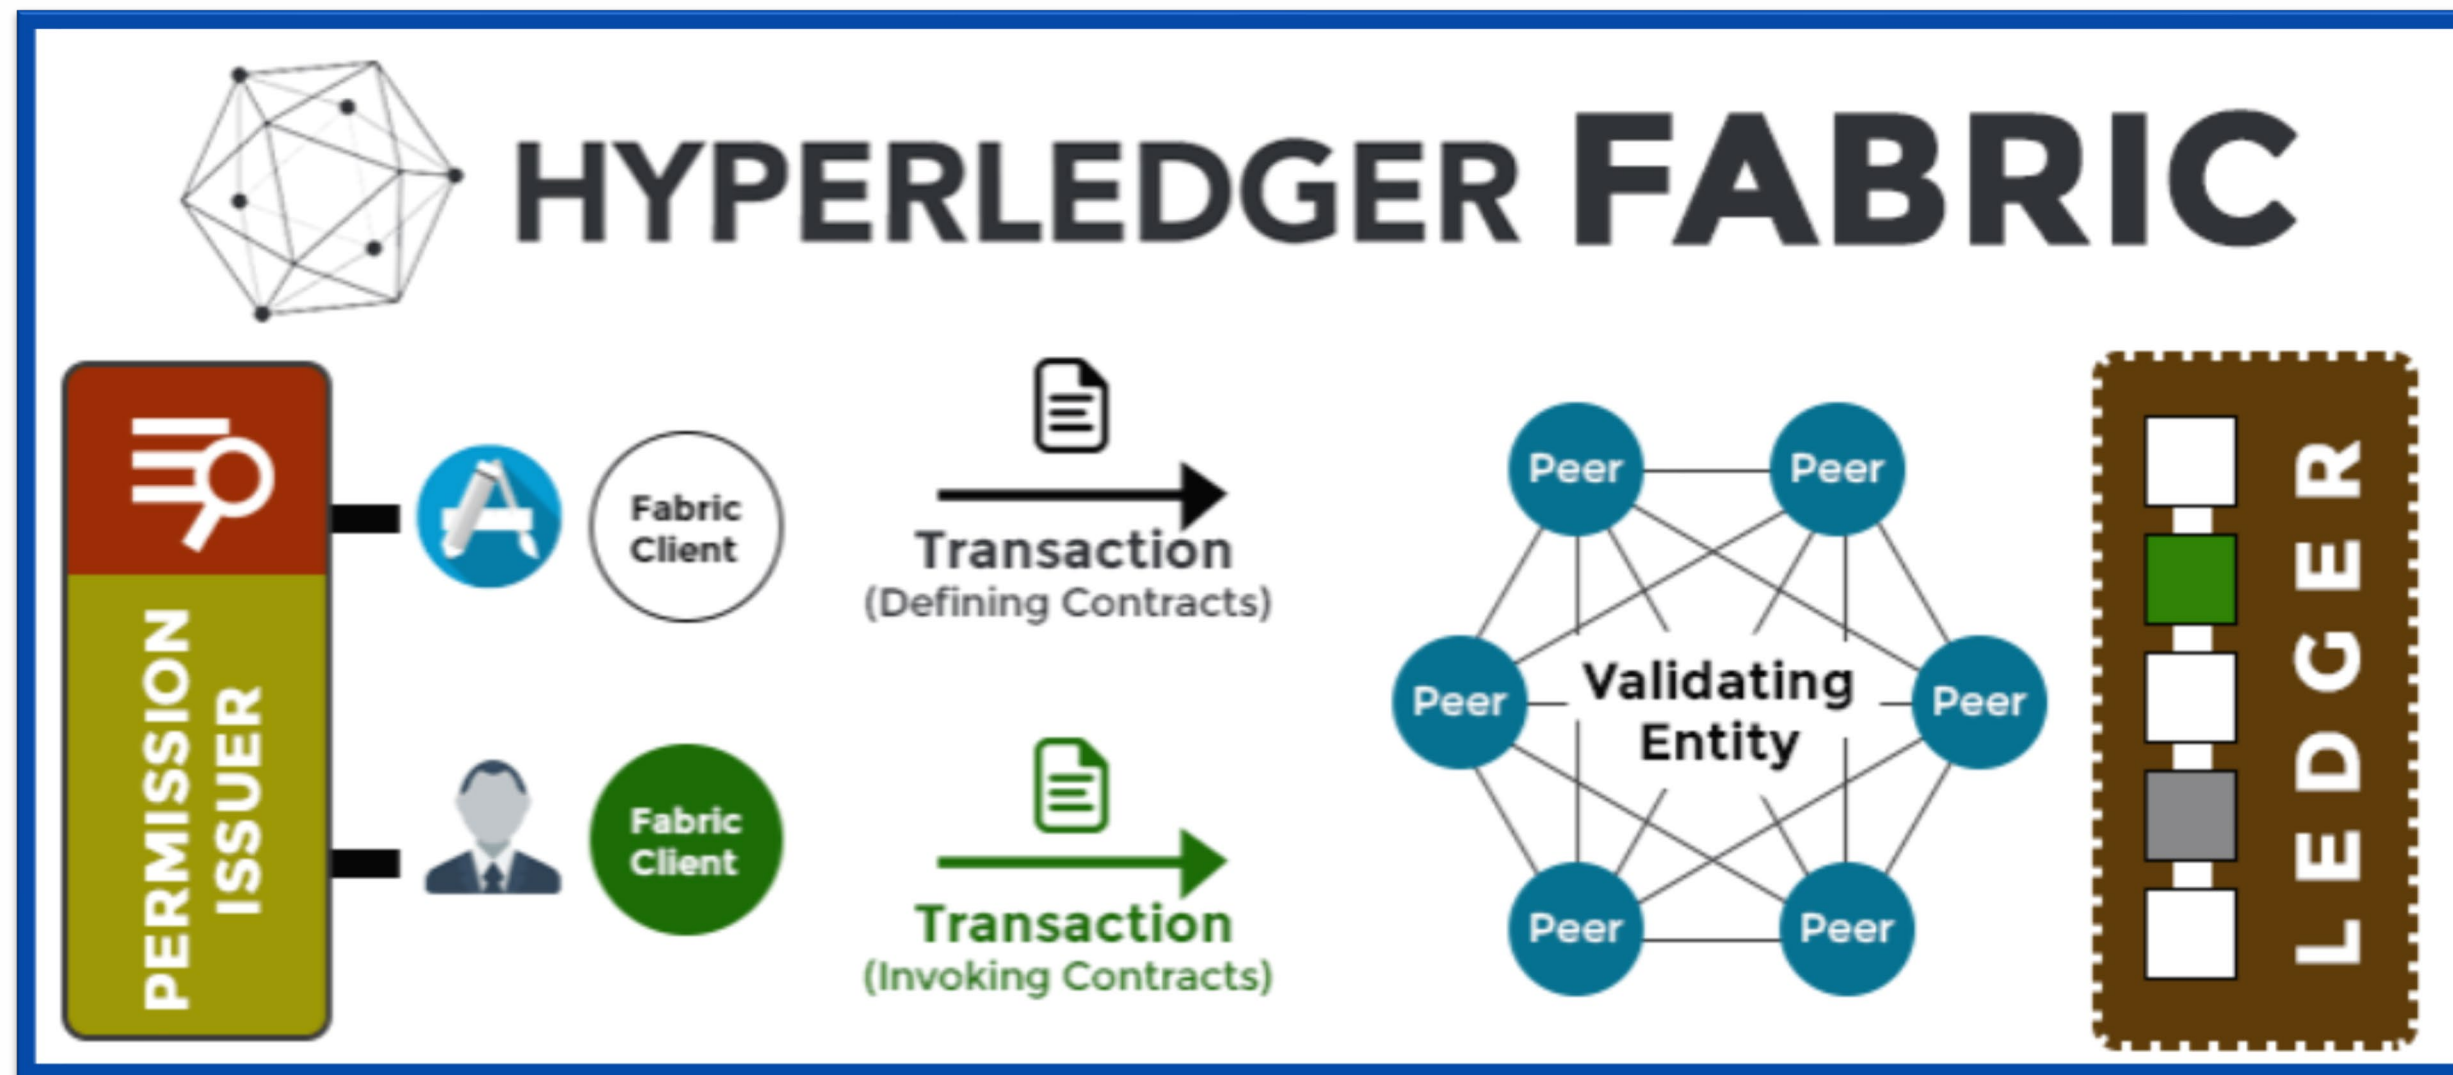 HYPERLEDGER FABRIC
PERMISSION
ISSUER
Fabric
Client
Transaction
(Defining Contracts)
Fabric
Client
Transaction
(Invoking Contracts)
Peer
Peer
Peer
Validating
Entity
Peer
Peer
Peer
LEDGER